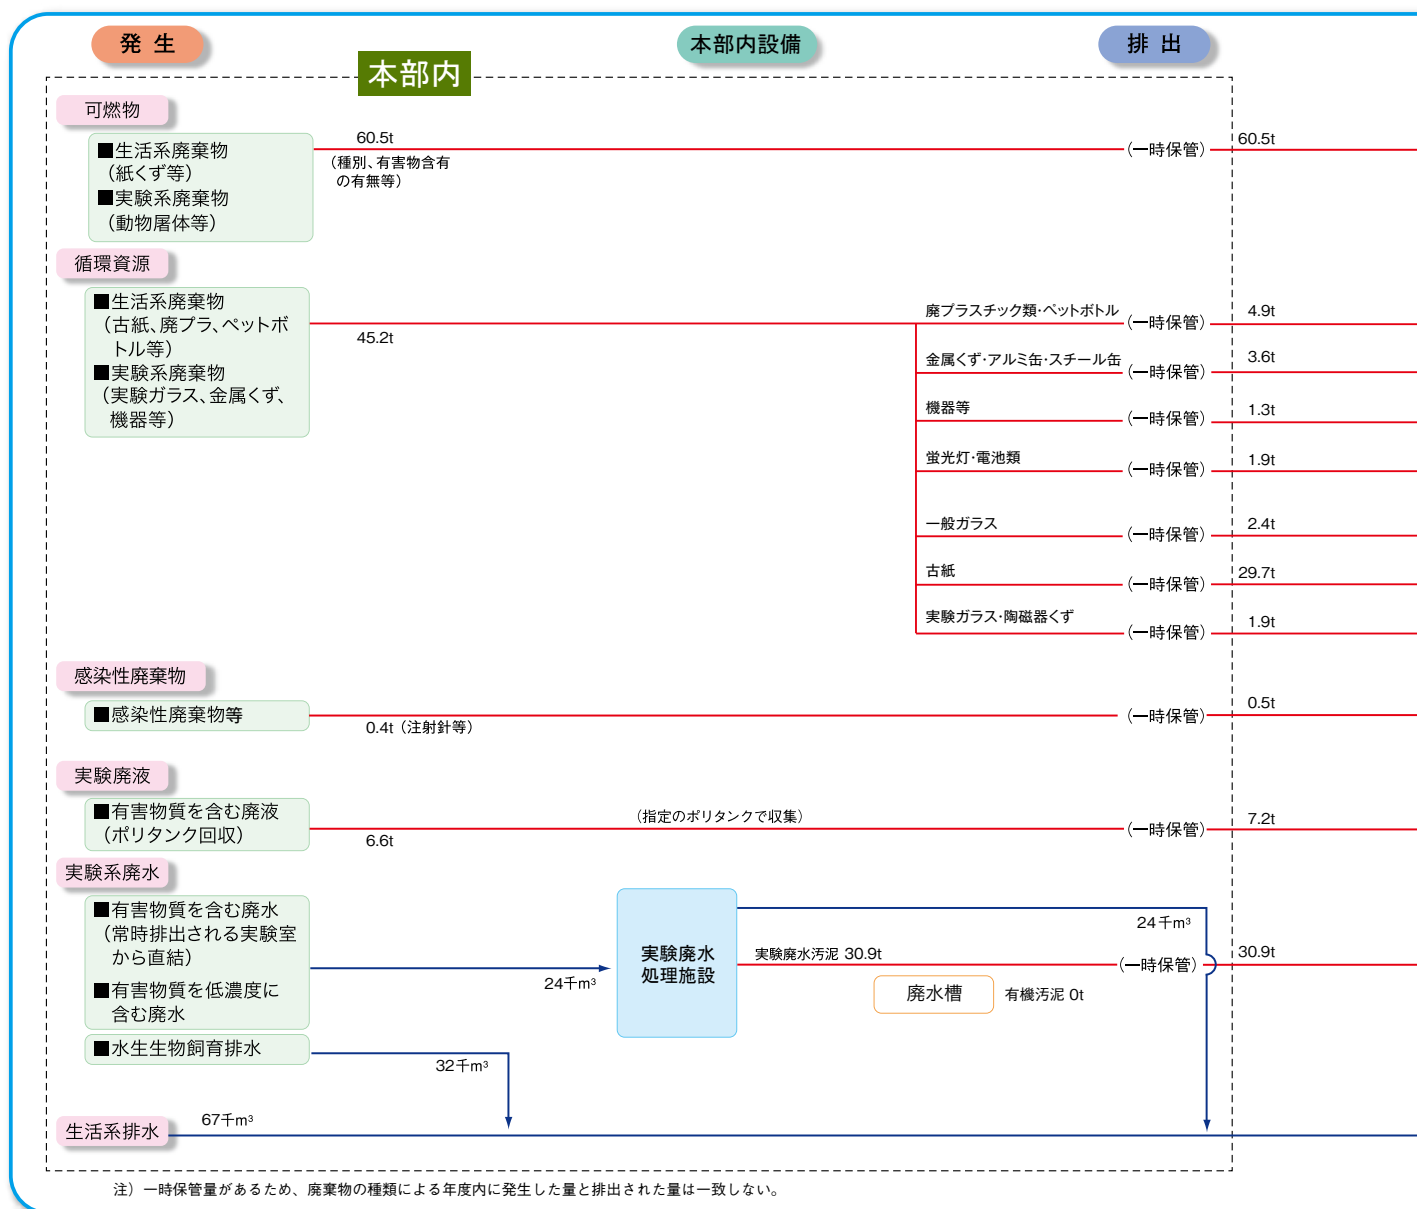 発 生
本部内設備
排 出
本部内
可燃物
■生活系廃棄物
（紙くず等）
■実験系廃棄物
（動物屠体等）
60.5t
（種別、有害物含有
の有無等）
（一時保管）
60.5t
循環資源
■生活系廃棄物
（古紙、廃プラ、ペットボ
トル等）
■実験系廃棄物
（実験ガラス、金属くず、
機器等）
45.2t
廃プラスチック類・ペットボトル
（一時保管）
4.9t
金属くず・アルミ缶・スチール缶
（一時保管）
3.6t
機器等
（一時保管）
1.3t
蛍光灯・電池類
（一時保管）
1.9t
一般ガラス
（一時保管）
2.4t
古紙
（一時保管）
29.7t
実験ガラス・陶磁器くず
（一時保管）
1.9t
感染性廃棄物
■感染性廃棄物等
0.4t（注射針等）
（一時保管）
0.5t
実験廃液
■有害物質を含む廃液
（ポリタンク回収）
6.6t
（指定のポリタンクで収集）
（一時保管）
7.2t
実験系廃水
■有害物質を含む廃水
（常時排出される実験室
から直結）
■有害物質を低濃度に
含む廃水
24千m³
実験廃水
処理施設
24千m³
実験廃水汚泥 30.9t
（一時保管）
30.9t
廃水槽
有機汚泥 0t
■水生生物飼育排水
32千m³
生活系排水
67千m³
注）一時保管量があるため、廃棄物の種類による年度内に発生した量と排出された量は一致しない。